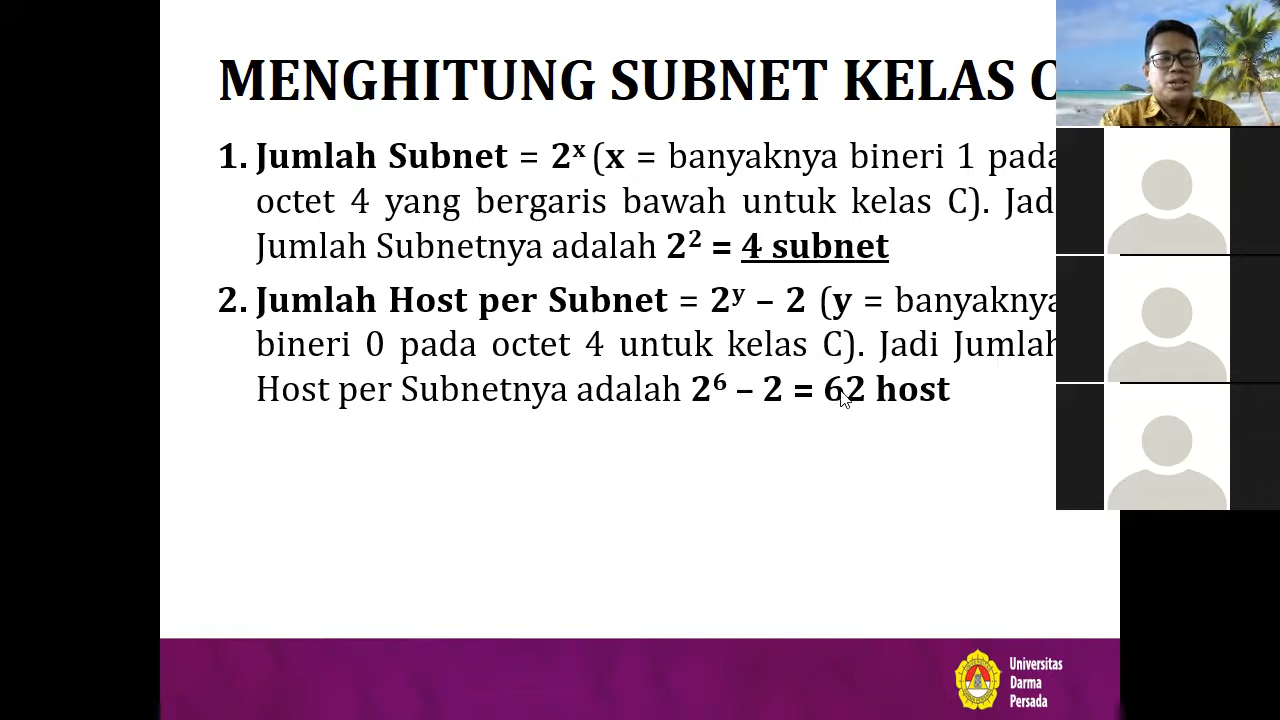 MENGHITUNG SUBNET KELAS C
1. Jumlah Subnet = 2ˣ (x = banyaknya bineri 1 pada
octet 4 yang bergaris bawah untuk kelas C). Jad
Jumlah Subnetnya adalah 2² = 4 subnet
2. Jumlah Host per Subnet = 2ʸ – 2 (y = banyaknya
bineri 0 pada octet 4 untuk kelas C). Jadi Jumlah
Host per Subnetnya adalah 2⁶ – 2 = 62 host
Universitas
Darma
Persada